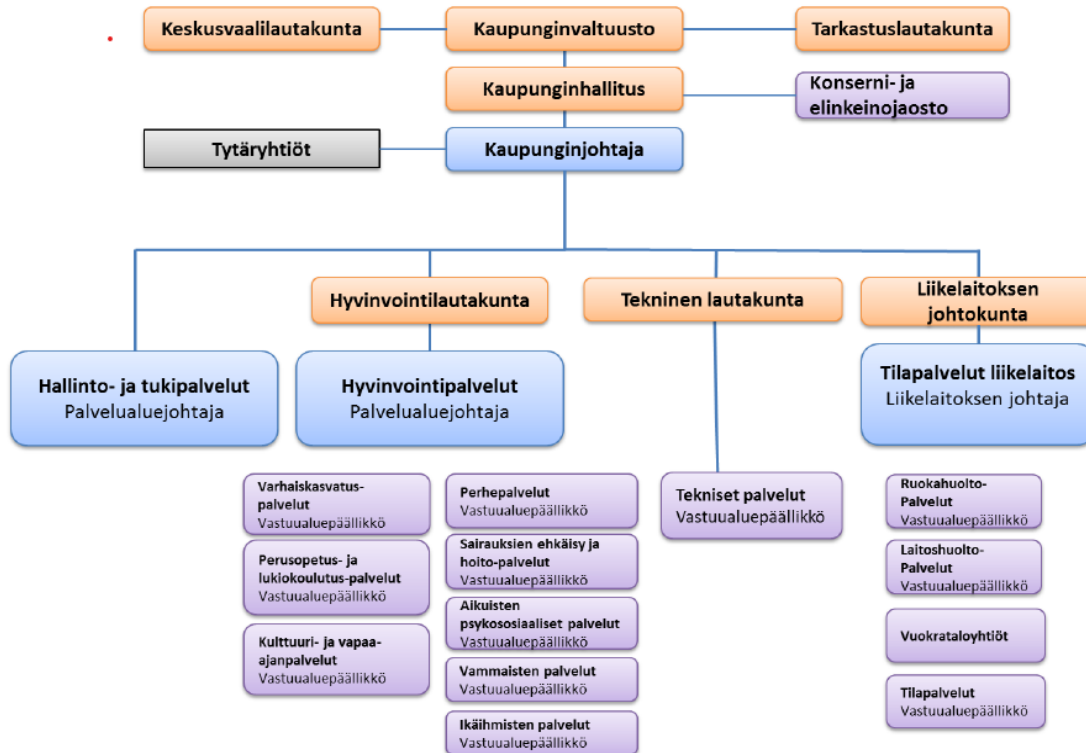 Keskusvaalilautakunta
Kaupunginvaltuusto
Tarkastuslautakunta
Kaupunginhallitus
Konserni- ja
elinkeinojaosto
Tytäryhtiöt
Kaupunginjohtaja
Hyvinvointilautakunta
Tekninen lautakunta
Liikelaitoksen
johtokunta
Hallinto- ja tukipalvelut
Palvelualuejohtaja
Hyvinvointipalvelut
Palvelualuejohtaja
Tilapalvelut liikelaitos
Liikelaitoksen johtaja
Varhaiskasvatus-
palvelut
Vastuualuepäällikkö
Perusopetus- ja
lukiokoulutus-palvelut
Vastuualuepäällikkö
Kulttuuri- ja vapaa-
ajanpalvelut
Vastuualuepäällikkö
Perhepalvelut
Vastuualuepäällikkö
Sairauksien ehkäisy ja
hoito-palvelut
Vastuualuepäällikkö
Aikuisten
psykososiaaliset palvelut
Vastuualuepäällikkö
Vammaisten palvelut
Vastuualuepäällikkö
Ikäihmisten palvelut
Vastuualuepäällikkö
Tekniset palvelut
Vastuualuepäällikkö
Ruokahuolto-
Palvelut
Vastuualuepäällikkö
Laitoshuolto-
Palvelut
Vastuualuepäällikkö
Vuokrataloyhtiöt
Tilapalvelut
Vastuualuepäällikkö